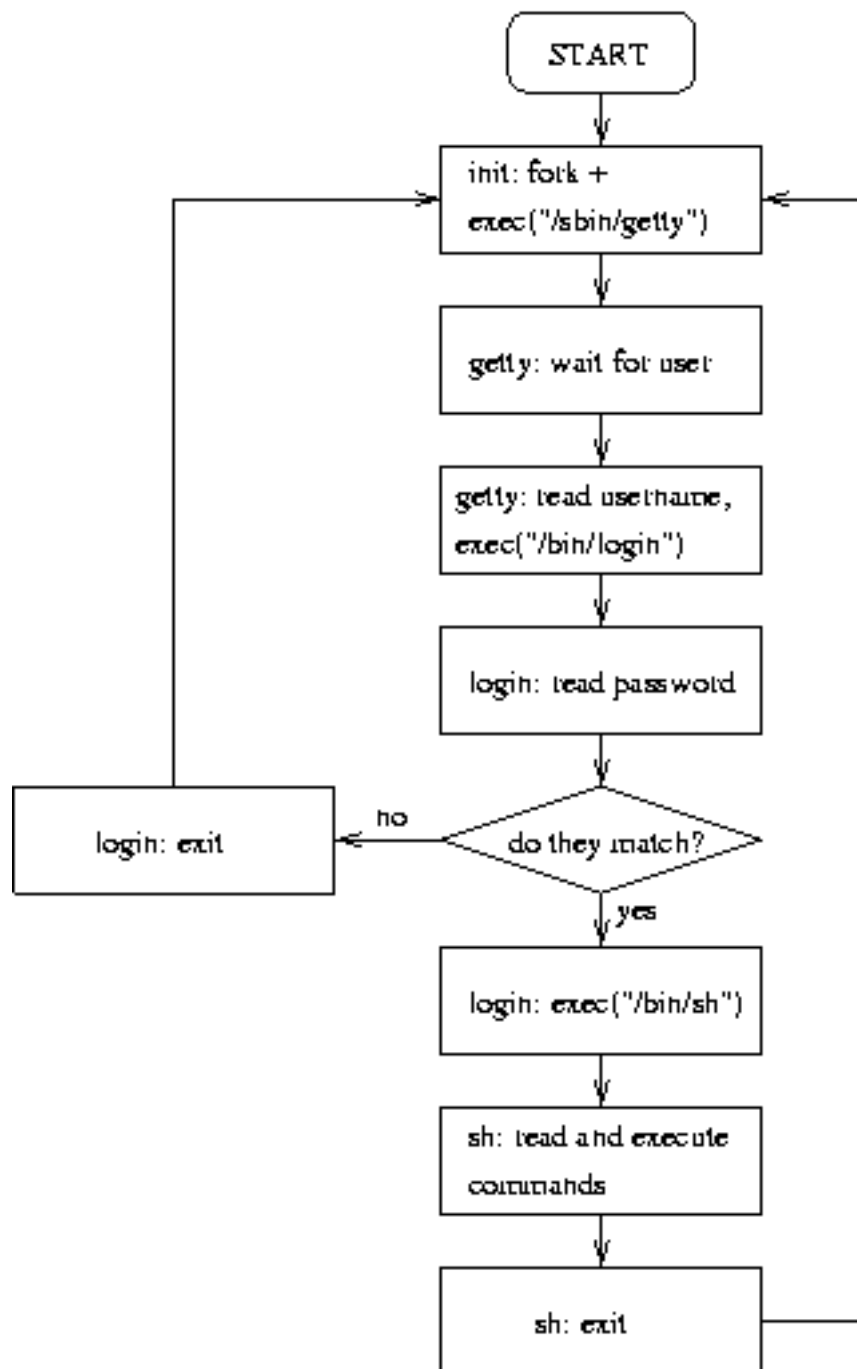 START
init: fork +
exec("/sbin/getty")
getty: wait for user
getty: read username,
exec("/bin/login")
login: read password
do they match?
no
login: exit
yes
login: exec("/bin/sh")
sh: read and execute
commands
sh: exit